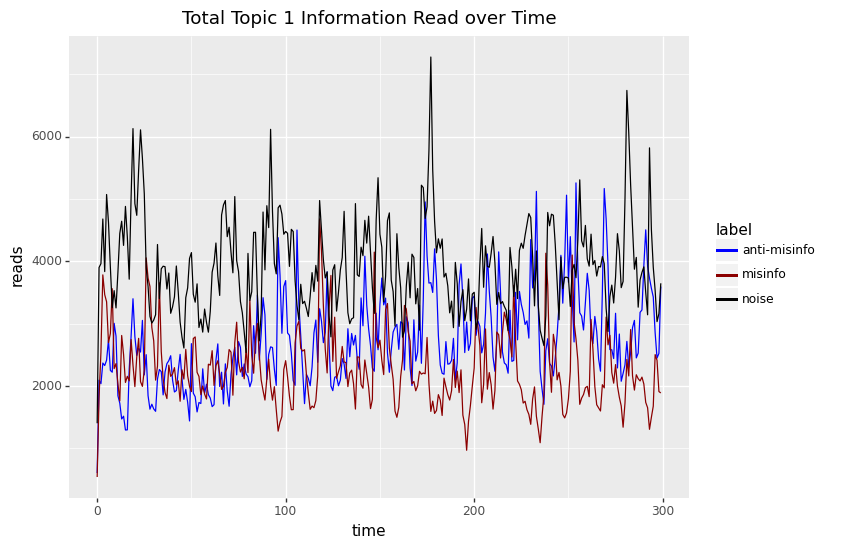 Total Topic 1 Information Read over Time
reads
6000
4000
2000
0
100
200
300
time
label
anti-misinfo
misinfo
noise